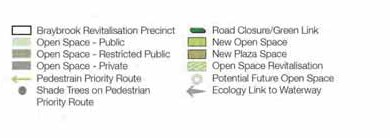 Braybrook Revitalisation Precinct
Open Space - Public
Open Space - Restricted Public
Open Space - Private
Pedestrain Priority Route
Shade Trees on Pedestrian
Priority Route
Road Closure/Green Link
New Open Space
New Plaza Space
Open Space Revitalisation
Potential Future Open Space
Ecology Link to Waterway